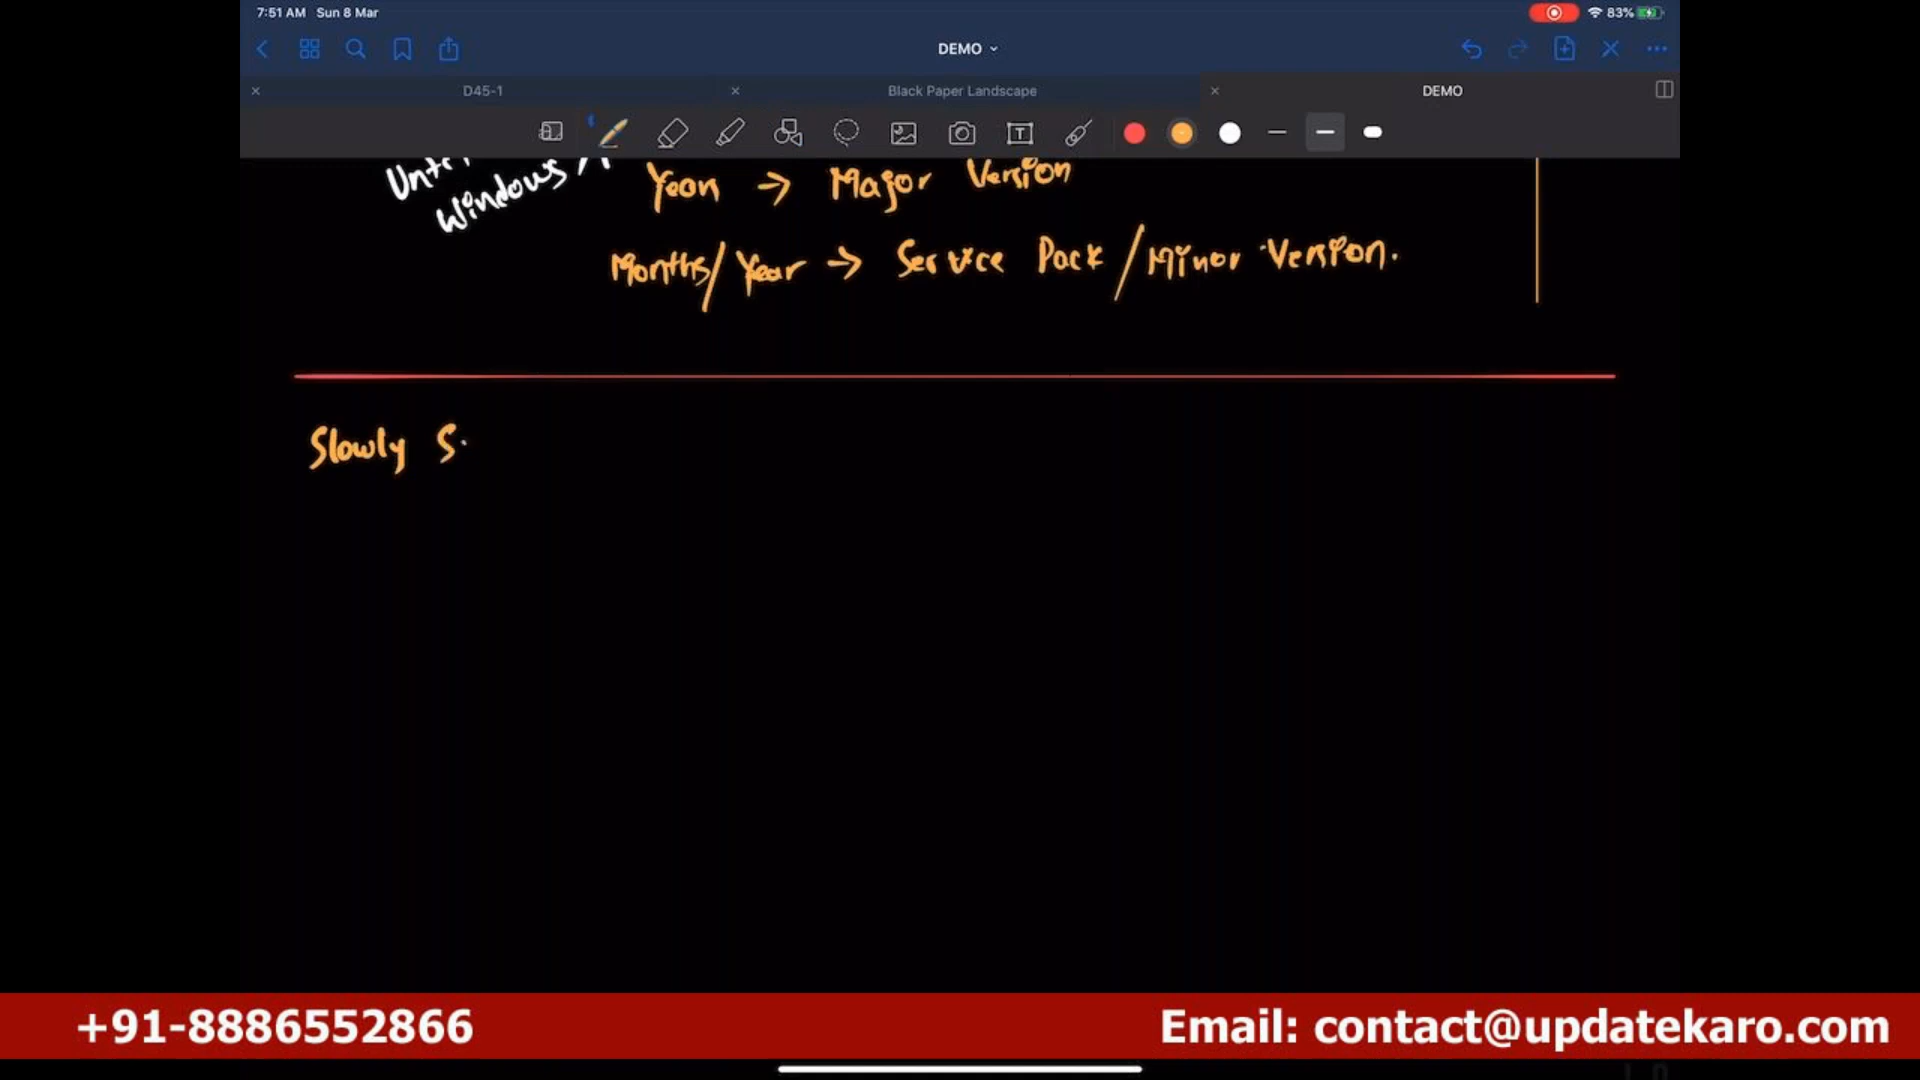 7:51 AM Sun 8 Mar
83%
DEMO
D45-1
Black Paper Landscape
DEMO
T
Year → Major Version
Windows
Months/Year → Service Pack/Minor Version.
Slowly S.
+91-8886552866
Email: contact@updatekaro.com